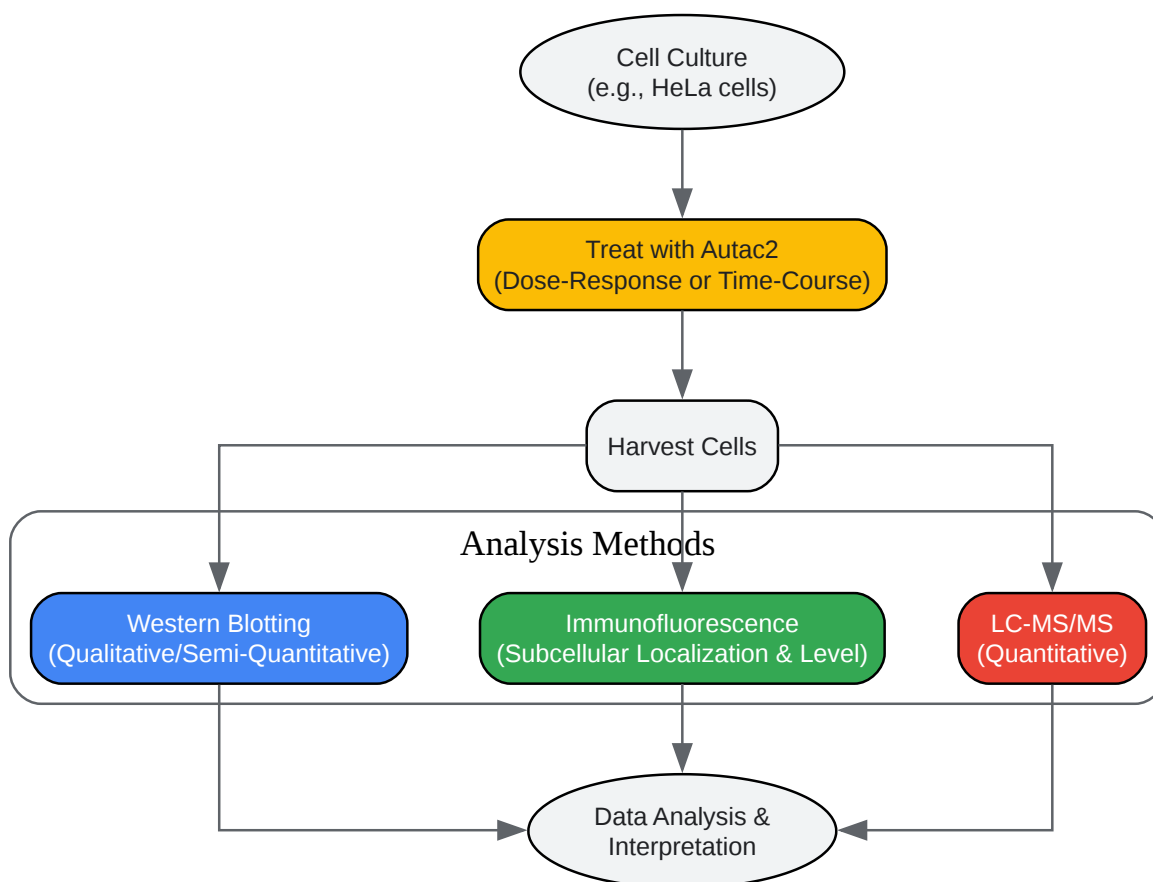 Cell Culture
(e.g., HeLa cells)
Treat with Autac2
(Dose-Response or Time-Course)
Harvest Cells
Analysis Methods
Western Blotting
(Qualitative/Semi-Quantitative)
Immunofluorescence
(Subcellular Localization & Level)
LC-MS/MS
(Quantitative)
Data Analysis &
Interpretation